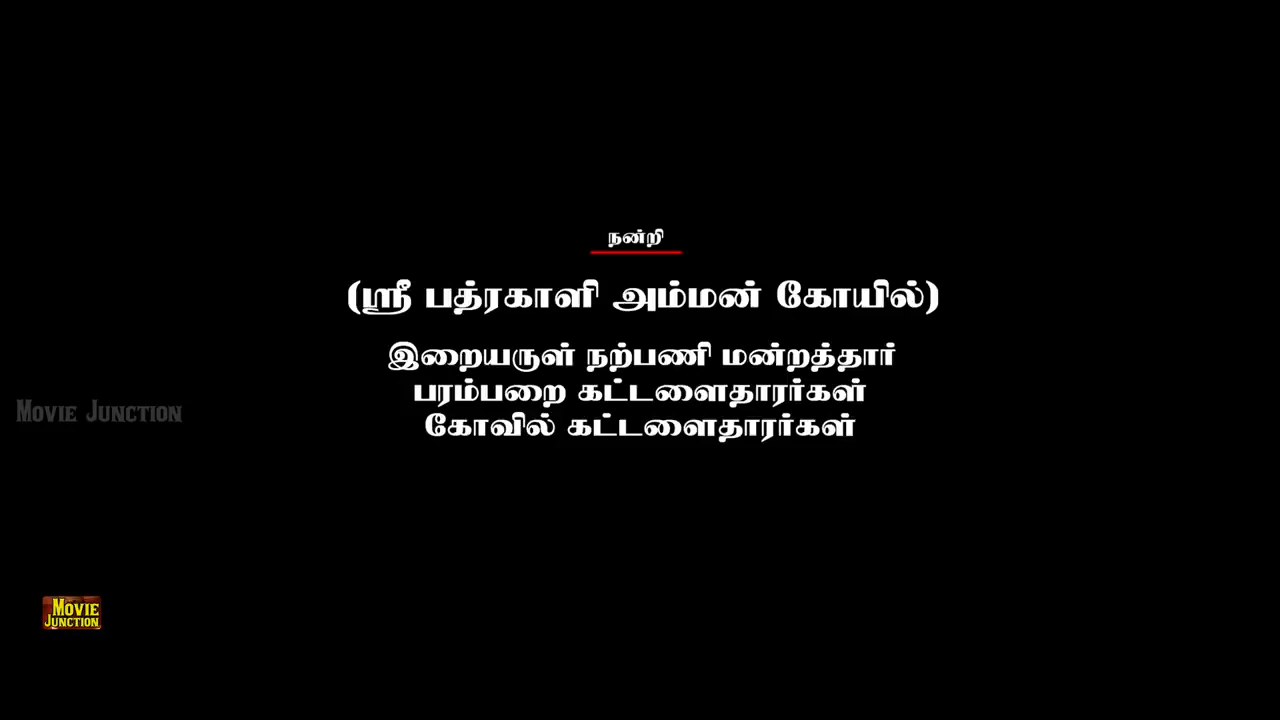 நன்றி
(ஸ்ரீ பத்ரகாளி அம்மன் கோயில்)
இறையருள் நற்பணி மன்றத்தார்
பரம்பறை கட்டளைதாரர்கள்
கோவில் கட்டளைதாரர்கள்
MOVIE JUNCTION
MOVIE
JUNCTION